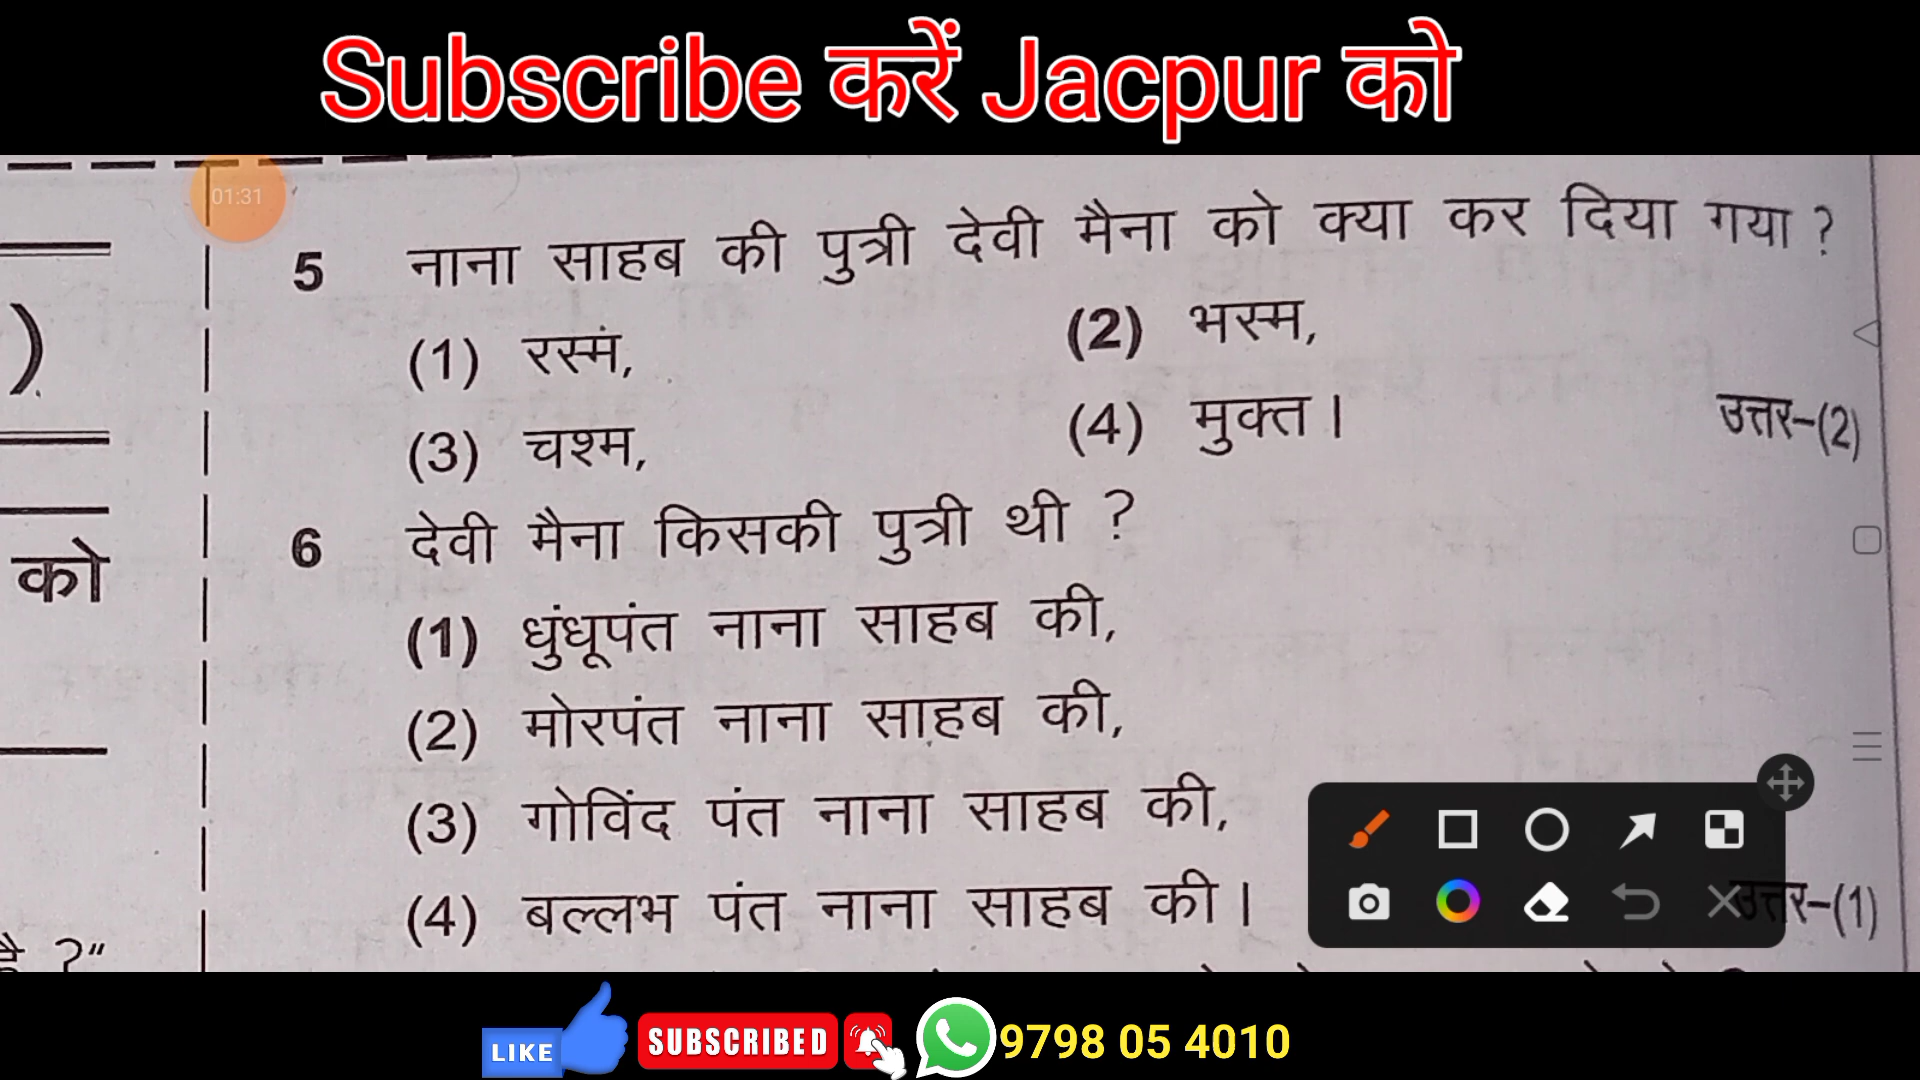 Subscribe करें Jacpur को
01:31
5 नाना साहब की पुत्री देवी मैना को क्या कर दिया गया ?
(1) रस्मं, (2) भस्म,
(3) चश्म, (4) मुक्त। उत्तर–(2)
6 देवी मैना किसकी पुत्री थी ?
(1) धुंधूपंत नाना साहब की,
(2) मोरपंत नाना साहब की,
(3) गोविंद पंत नाना साहब की,
(4) बल्लभ पंत नाना साहब की। उत्तर–(1)
)
को
है ?"
LIKE SUBSCRIBED 9798 05 4010